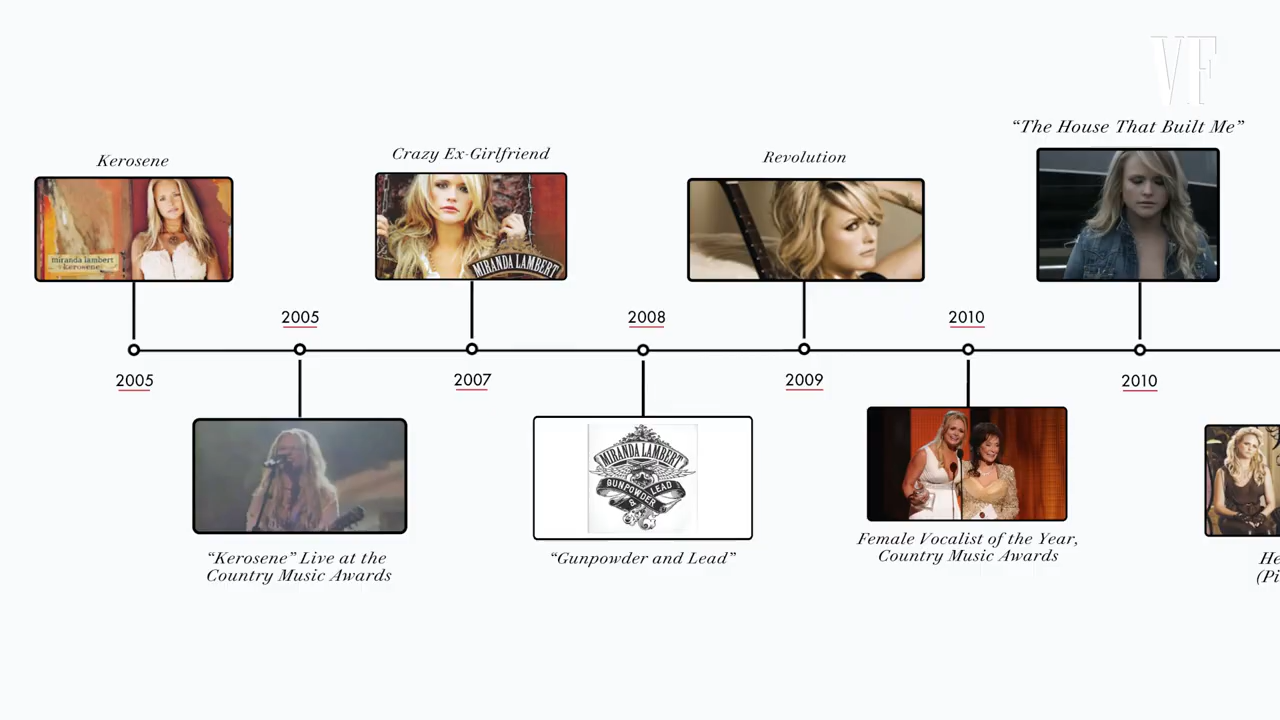 VF
"The House That Built Me"
Kerosene
Crazy Ex-Girlfriend
Revolution
miranda lambert
kerosene
MIRANDA LAMBERT
2005
2008
2010
2005
2007
2009
2010
MIRANDA LAMBERT
GUNPOWDER
&
LEAD
"Kerosene" Live at the
Country Music Awards
"Gunpowder and Lead"
Female Vocalist of the Year,
Country Music Awards
He
(Pi